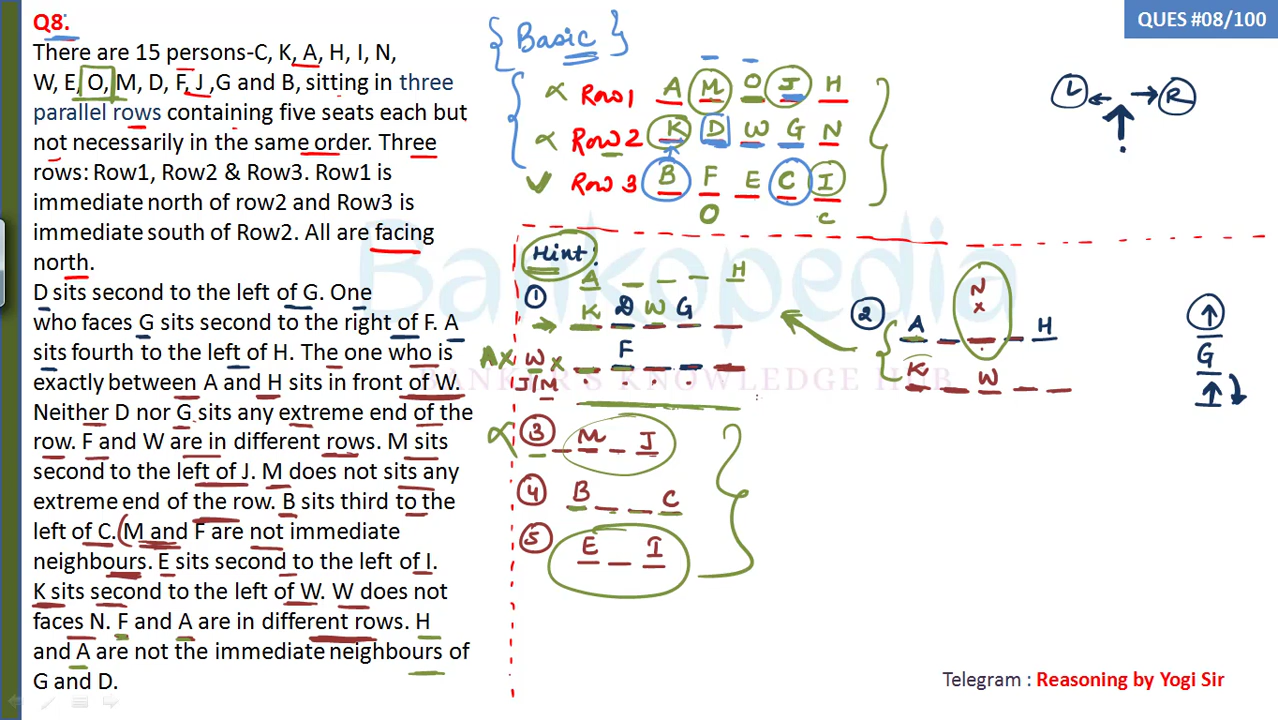 Q8:
There are 15 persons-C, K, A, H, I, N,
W, E, O, M, D, F, J ,G and B, sitting in three
parallel rows containing five seats each but
not necessarily in the same order. Three
rows: Row1, Row2 & Row3. Row1 is
immediate north of row2 and Row3 is
immediate south of Row2. All are facing
north.
D sits second to the left of G. One
who faces G sits second to the right of F. A
sits fourth to the left of H. The one who is
exactly between A and H sits in front of W.
Neither D nor G sits any extreme end of the
row. F and W are in different rows. M sits
second to the left of J. M does not sits any
extreme end of the row. B sits third to the
left of C. (M and F are not immediate
neighbours. E sits second to the left of I.
K sits second to the left of W. W does not
faces N. F and A are in different rows. H
and A are not the immediate neighbours of
G and D.
{Basic}
Row1 A M O J H
Row2 K D W G N
Row 3 B F E C I
O C
QUES #08/100
L R
Hint:
A _ _ _ H
① K D W G _
F
A× W×
J/M
② A _ N× _ H
K _ W _ _
G
③ _ M _ J
④ B _ _ C
⑤ E _ I
Bankopedia
BANKER'S KNOWLEDGE HUB
Telegram : Reasoning by Yogi Sir